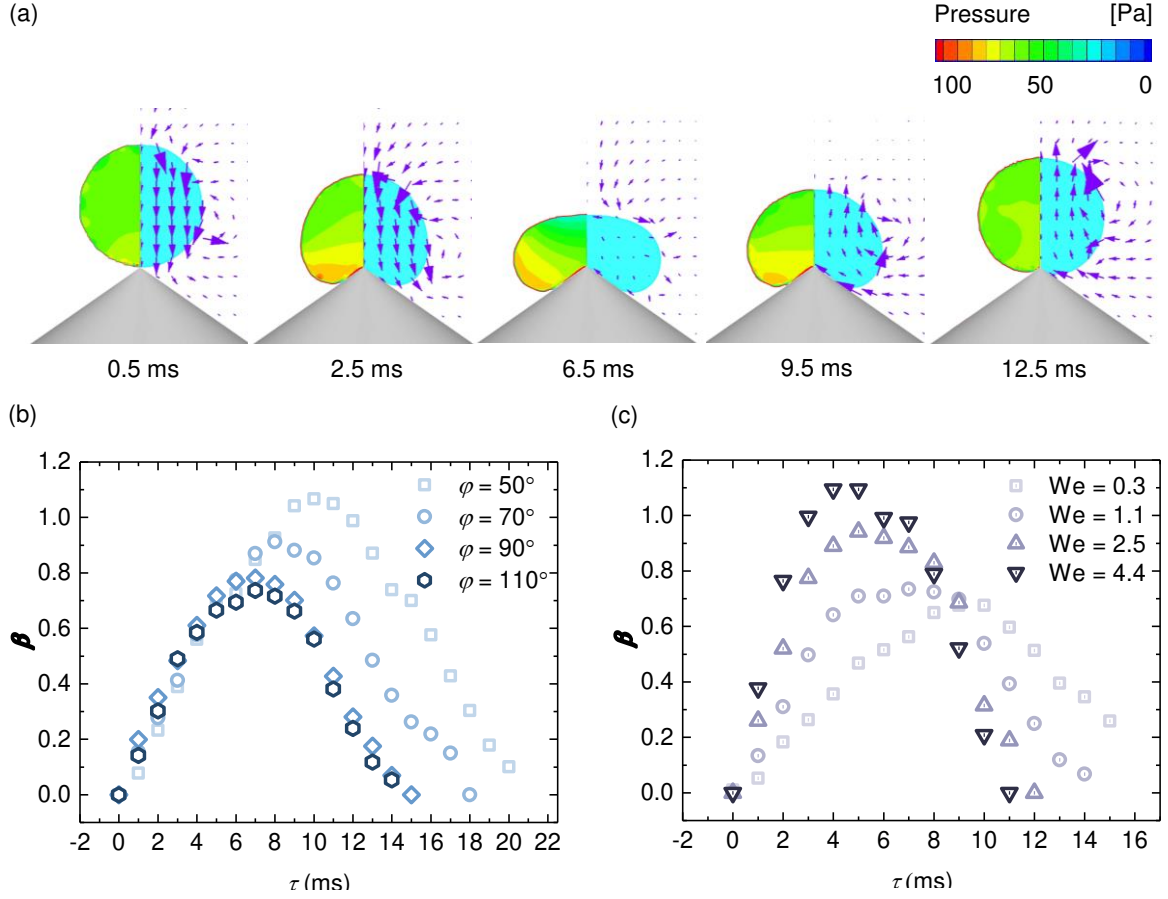 (a)
Pressure [Pa]
100 50 0
0.5 ms 2.5 ms 6.5 ms 9.5 ms 12.5 ms
(b)
1.2
1.0
0.8
0.6
0.4
0.2
0.0
β
φ = 50°
φ = 70°
φ = 90°
φ = 110°
-2 0 2 4 6 8 10 12 14 16 18 20 22
τ (ms)
(c)
1.2
1.0
0.8
0.6
0.4
0.2
0.0
β
We = 0.3
We = 1.1
We = 2.5
We = 4.4
-2 0 2 4 6 8 10 12 14 16
τ (ms)